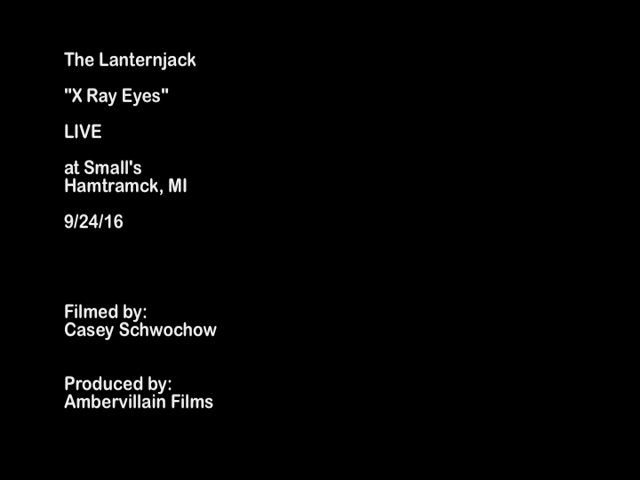 The Lanternjack
"X Ray Eyes"
LIVE
at Small's
Hamtramck, MI
9/24/16
Filmed by:
Casey Schwochow
Produced by:
Ambervillain Films